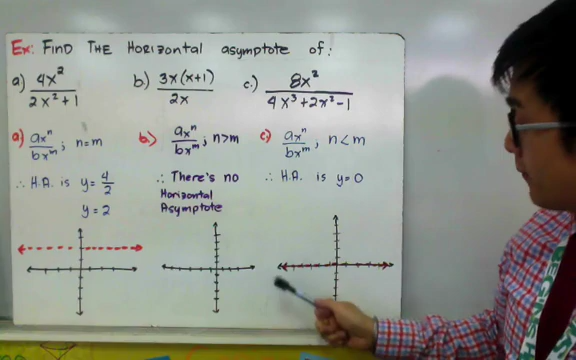 Ex: FIND THE HorIzontal asymptote of:
a) 4x² / 2x²+1 b) 3x(x+1) / 2x c.) 8x² / 4x³+2x²-1
a) axⁿ / bxᵐ ; n=m b.) axⁿ / bxᵐ ; n>m c.) axⁿ / bxᵐ , n<m
∴ H.A. is y= 4/2 ∴ There's no ∴ H.A. is y=0
y=2 Horizontal
Asymptote